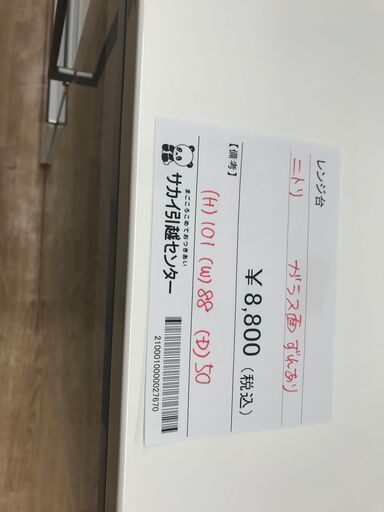 レンジ台
ニトリ ガラス面ずれあり
¥8,800（税込）
【備考】
(H) 101 (W) 88 (D) 50
まごころこめておつきあい
サカイ引越センター
2100010000027670